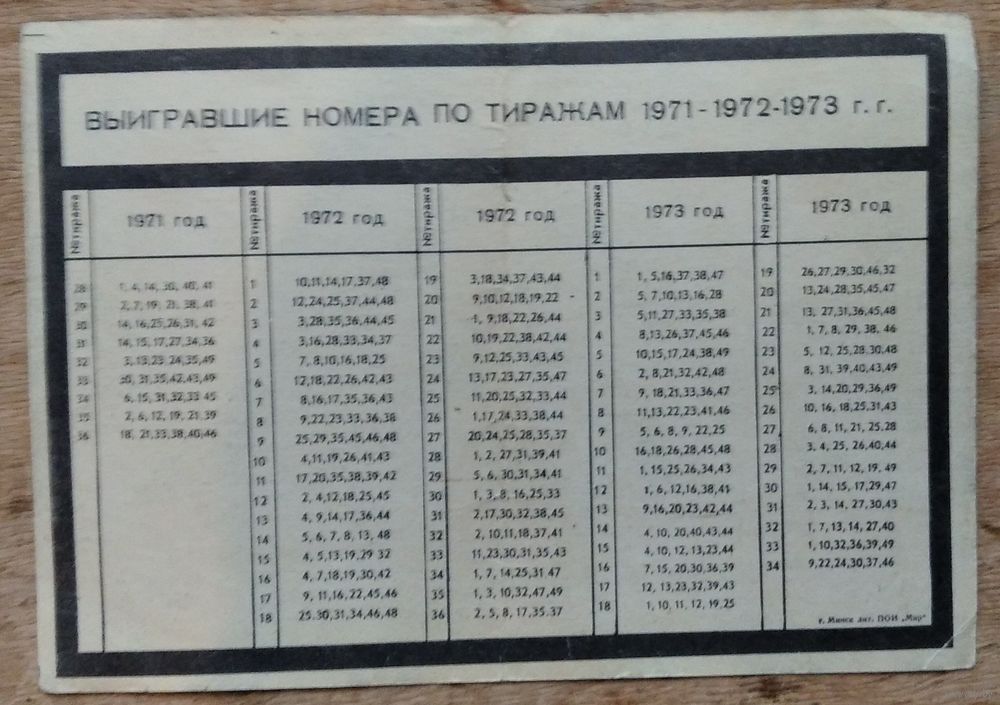 ВЫИГРАВШИЕ НОМЕРА ПО ТИРАЖАМ 1971-1972-1973 г.г.
№ тиража 1971 год
28 1, 4, 14, 30, 40, 41
29 2, 7, 19, 23, 38, 41
30 14, 16, 25, 26, 31, 42
31 14, 15, 17, 27, 34, 36
32 3, 13, 23, 24, 35, 49
33 30, 31, 35, 42, 43, 49
34 6, 15, 31, 32, 33 45
35 2, 6, 12, 19, 21, 39
36 18, 21, 33, 38, 40, 46
№ тиража 1972 год
1 10,11,14,17,37,48
2 12,24,25,37,44,48
3 3,28,35,36,44,45
4 3,16,28,33,34,37
5 7, 8,10,16,18,25
6 12,18,22,26,42,43
7 8,16,17,35,36,43
8 9,22,23,33,36,38
9 25,29,35,45,46,48
10 4,11,19,26,41,43
11 17,20,35,38,39,42
12 2, 4,12,18,25,45
13 4, 9,14,17,36,44
14 5, 6, 7, 8, 13, 48
15 4, 5,13,19,29 32
16 4, 7,18,19,30,42
17 9, 11,16,22,45,46
18 25.30,31,34,46,48
№ тиража 1972 год
19 3,18,34,37,43,44
20 9,10,12,18,19,22
21 1, 9,18,22,26,44
22 10,19,22,38,42,44
23 9,12,25,33,43,45
24 13,17,23,27,35,47
25 11,20,25,32,33,44
26 1,17,24,33,38,44
27 20,24,25,28,35,37
28 1, 2, 27,31,39,41
29 5, 6, 30,31,34,41
30 1, 3, 8, 16,25,33
31 2,17,30,32,38,45
32 2, 10,11,18,37,41
33 11,23,30,31,35,43
34 1, 7, 14,25,31 47
35 1, 3, 10,32,47,49
36 2, 5, 8, 17,35.37
№ тиража 1973 год
1 1, 5,16,37,38,47
2 5, 7,10,13,16,28
3 5,11,27,33,35,38
4 8,13,26,37,45,46
5 10,15,17,24,38,49
6 2, 8,21,32,42,48
7 9, 18,21,33,36,47
8 11,13,22,23,41,46
9 5, 6, 8, 9, 22,25
10 16,18,26,28,45,48
11 1, 15,25,26,34,43
12 1, 6,12,16,38,41
13 9,16,20,23,42,44
14 4, 10, 20,40,43,44
15 4, 10, 12,13,23,44
16 7, 15, 20,30,36,39
17 12, 13,23,32,39,43
18 1, 10, 11, 12, 19,25
№ тиража 1973 год
19 26,27,29,30,46,32
20 13,24,28,35,45,47
21 13, 27,31,36,45,48
22 1, 7, 8, 29, 38, 46
23 5, 12, 25,28,30,48
24 8, 31, 39,40,43,49
25 3, 14,20,29,36,49
26 10, 16, 18,25,31,43
27 6, 8, 11, 21, 25,28
28 3, 4, 25, 26,40,44
29 2, 7, 11, 12, 19, 49
30 1, 14, 15, 17,29,47
31 2, 3, 14, 27,30,43
32 1, 7, 13, 14, 27,40
33 1, 10,32,36,39,49
34 9,22,24,30,37,46
г. Минск лит. ПОИ „Мир“